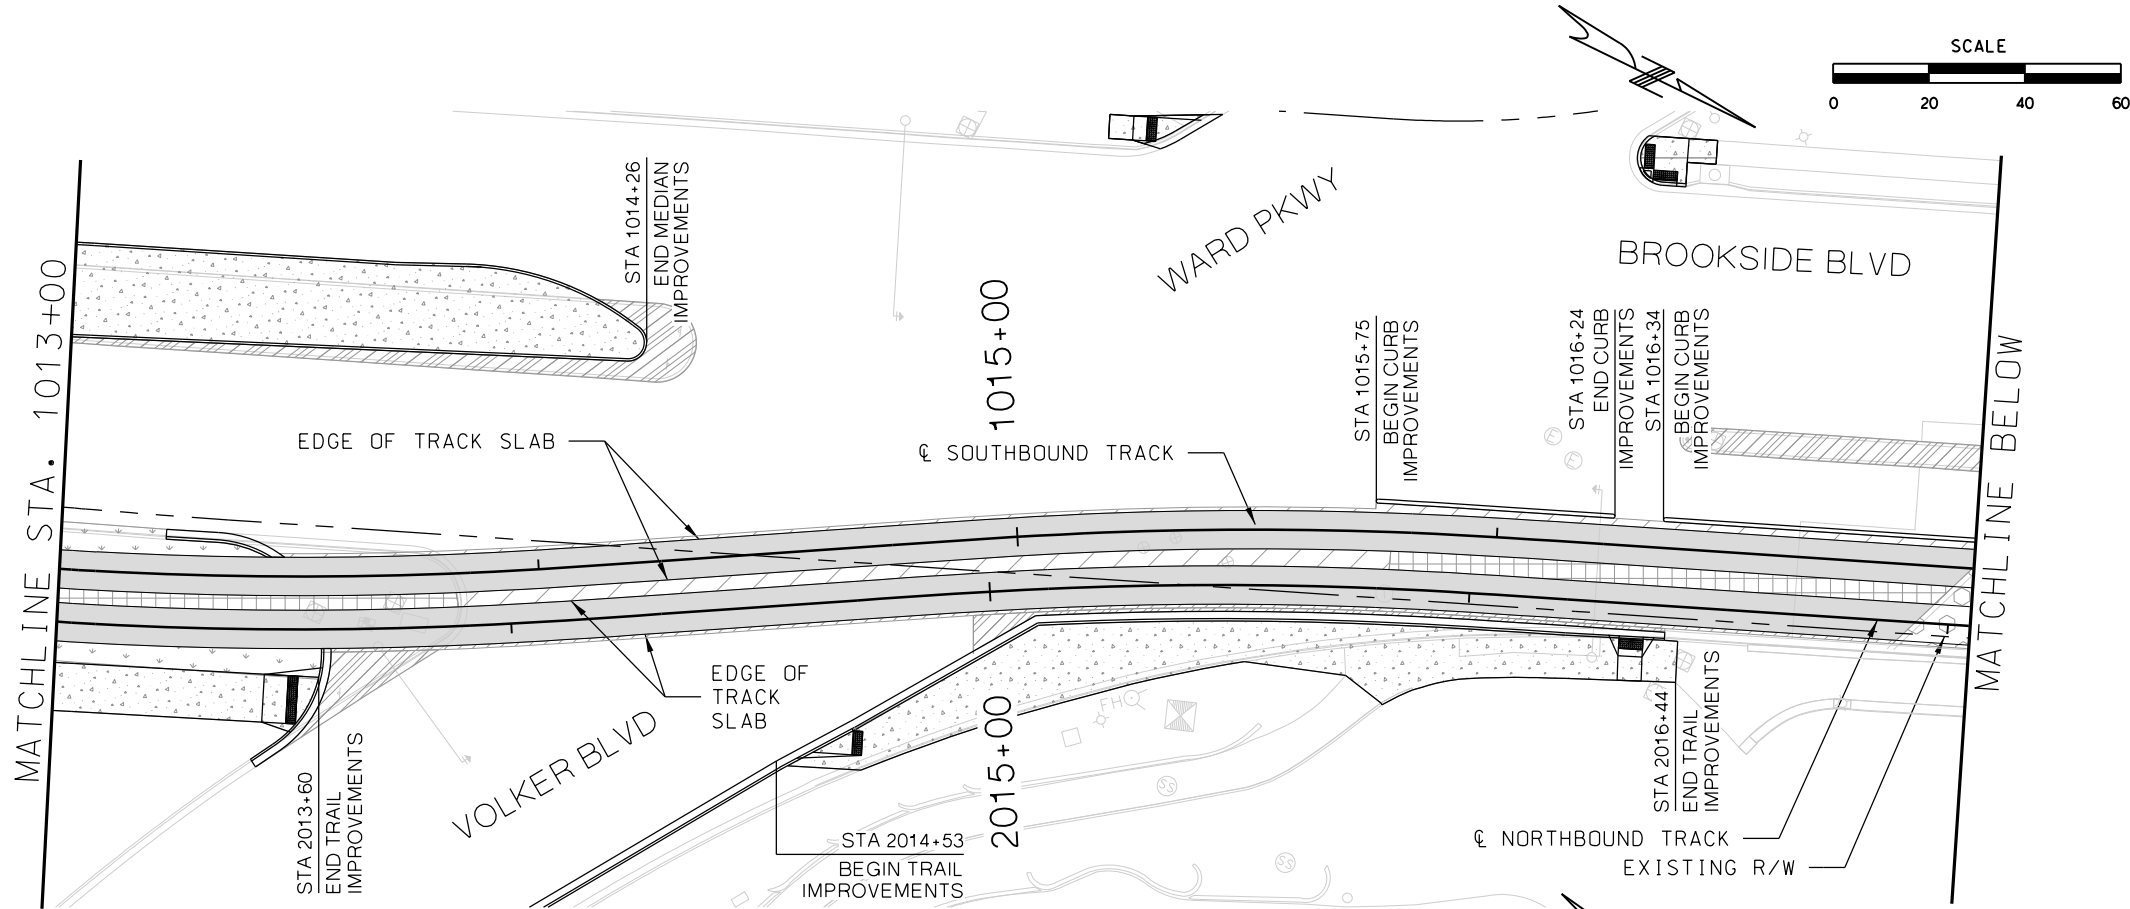 SCALE
0 20 40 60
STA 1014+26
END MEDIAN
IMPROVEMENTS
WARD PKWY
BROOKSIDE BLVD
MATCHLINE STA. 1013+00
1015+00
STA 1015+75
BEGIN CURB
IMPROVEMENTS
STA 1016+24
END CURB
IMPROVEMENTS
STA 1016+34
BEGIN CURB
IMPROVEMENTS
MATCHLINE BELOW
EDGE OF TRACK SLAB
℄ SOUTHBOUND TRACK
E
E
EDGE OF
TRACK
SLAB
VOLKER BLVD
FH
SS
SS
2015+00
STA 2013+60
END TRAIL
IMPROVEMENTS
STA 2014+53
BEGIN TRAIL
IMPROVEMENTS
STA 2016+44
END TRAIL
IMPROVEMENTS
℄ NORTHBOUND TRACK
EXISTING R/W